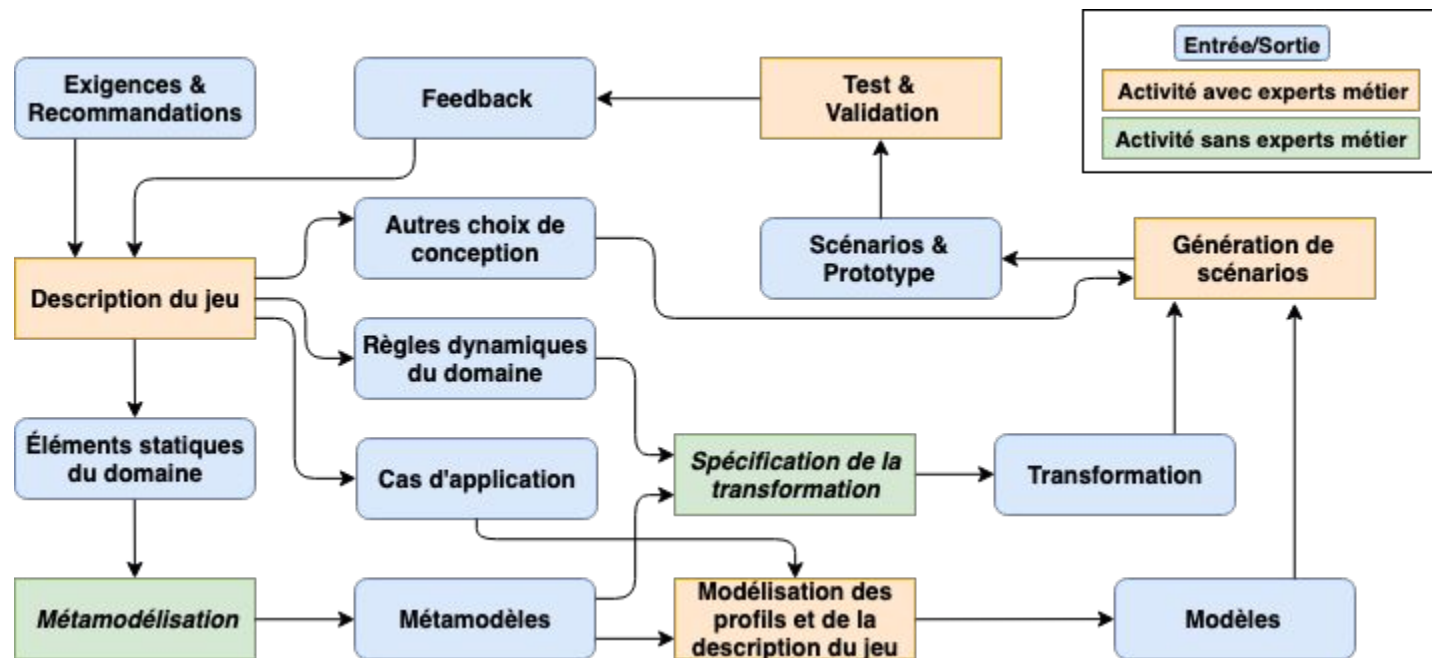 Entrée/Sortie
Activité avec experts métier
Activité sans experts métier
Exigences &
Recommandations
Feedback
Test &
Validation
Autres choix de
conception
Scénarios &
Prototype
Génération de
scénarios
Description du jeu
Règles dynamiques
du domaine
Éléments statiques
du domaine
Cas d'application
Spécification de la
transformation
Transformation
Métamodélisation
Métamodèles
Modélisation des
profils et de la
description du jeu
Modèles